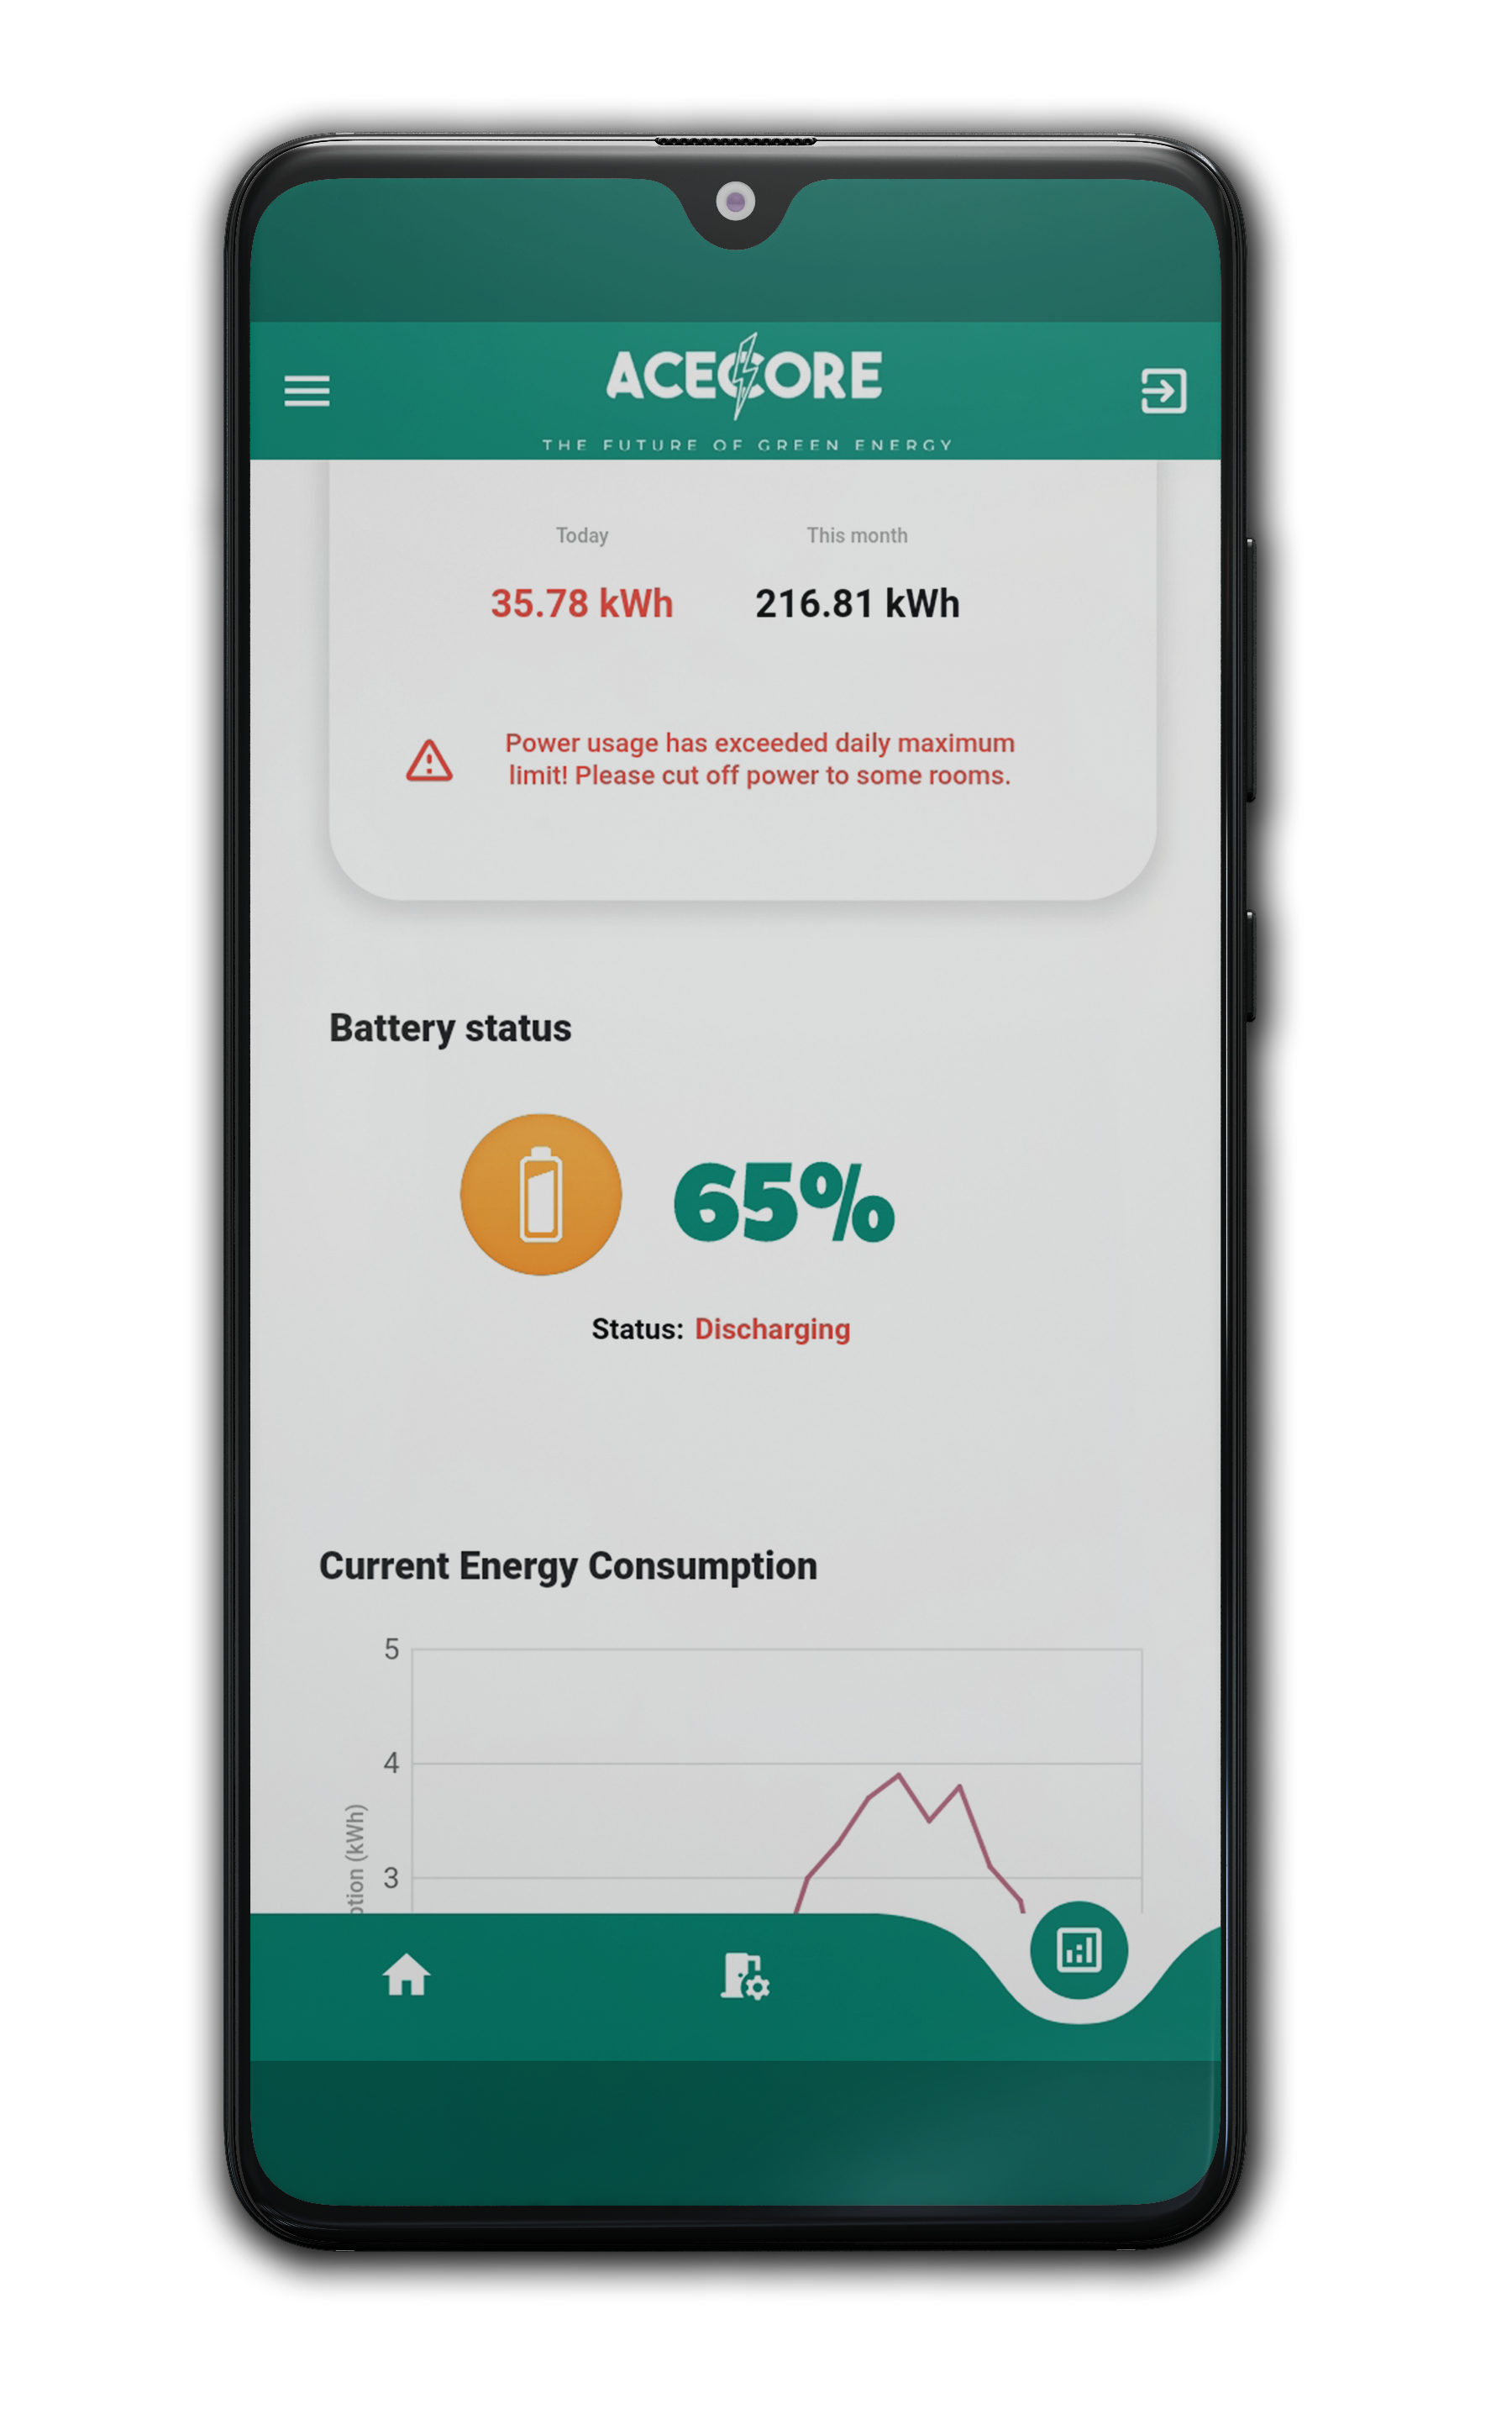 ACECORE
THE FUTURE OF GREEN ENERGY
Today
This month
35.78 kWh
216.81 kWh
Power usage has exceeded daily maximum
limit! Please cut off power to some rooms.
Battery status
65%
Status: Discharging
Current Energy Consumption
5
4
3
(kWh)